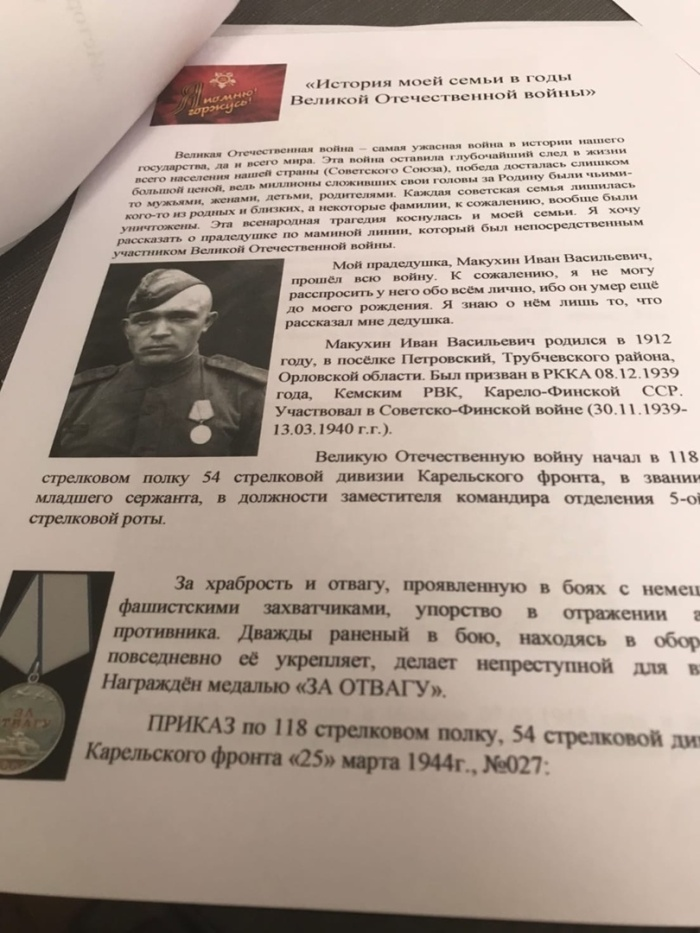 Я помню!
горжусь!
«История моей семьи в годы
Великой Отечественной войны»
Великая Отечественная война – самая ужасная война в истории нашего
государства, да и всего мира. Эта война оставила глубочайший след в жизни
всего населения нашей страны (Советского Союза), победа досталась слишком
большой ценой, ведь миллионы сложивших свои головы за Родину были чьими-
то мужьями, женами, детьми, родителями. Каждая советская семья лишилась
кого-то из родных и близких, а некоторые фамилии, к сожалению, вообще были
уничтожены. Эта всенародная трагедия коснулась и моей семьи. Я хочу
рассказать о прадедушке по маминой линии, который был непосредственным
участником Великой Отечественной войны.
Мой прадедушка, Макухин Иван Васильевич,
прошёл всю войну. К сожалению, я не могу
расспросить у него обо всём лично, ибо он умер ещё
до моего рождения. Я знаю о нём лишь то, что
рассказал мне дедушка.
Макухин Иван Васильевич родился в 1912
году, в посёлке Петровский, Трубчевского района,
Орловской области. Был призван в РККА 08.12.1939
года, Кемским РВК, Карело-Финской ССР.
Участвовал в Советско-Финской войне (30.11.1939-
13.03.1940 г.г.).
Великую Отечественную войну начал в 118
стрелковом полку 54 стрелковой дивизии Карельского фронта, в звании
младшего сержанта, в должности заместителя командира отделения 5-ой
стрелковой роты.
За храбрость и отвагу, проявленную в боях с немец
фашистскими захватчиками, упорство в отражении а
противника. Дважды раненый в бою, находясь в обор
повседневно её укрепляет, делает непреступной для в
Награждён медалью «ЗА ОТВАГУ».
ЗА
ОТВАГУ
ПРИКАЗ по 118 стрелковом полку, 54 стрелковой ди
Карельского фронта «25» марта 1944г., №027: